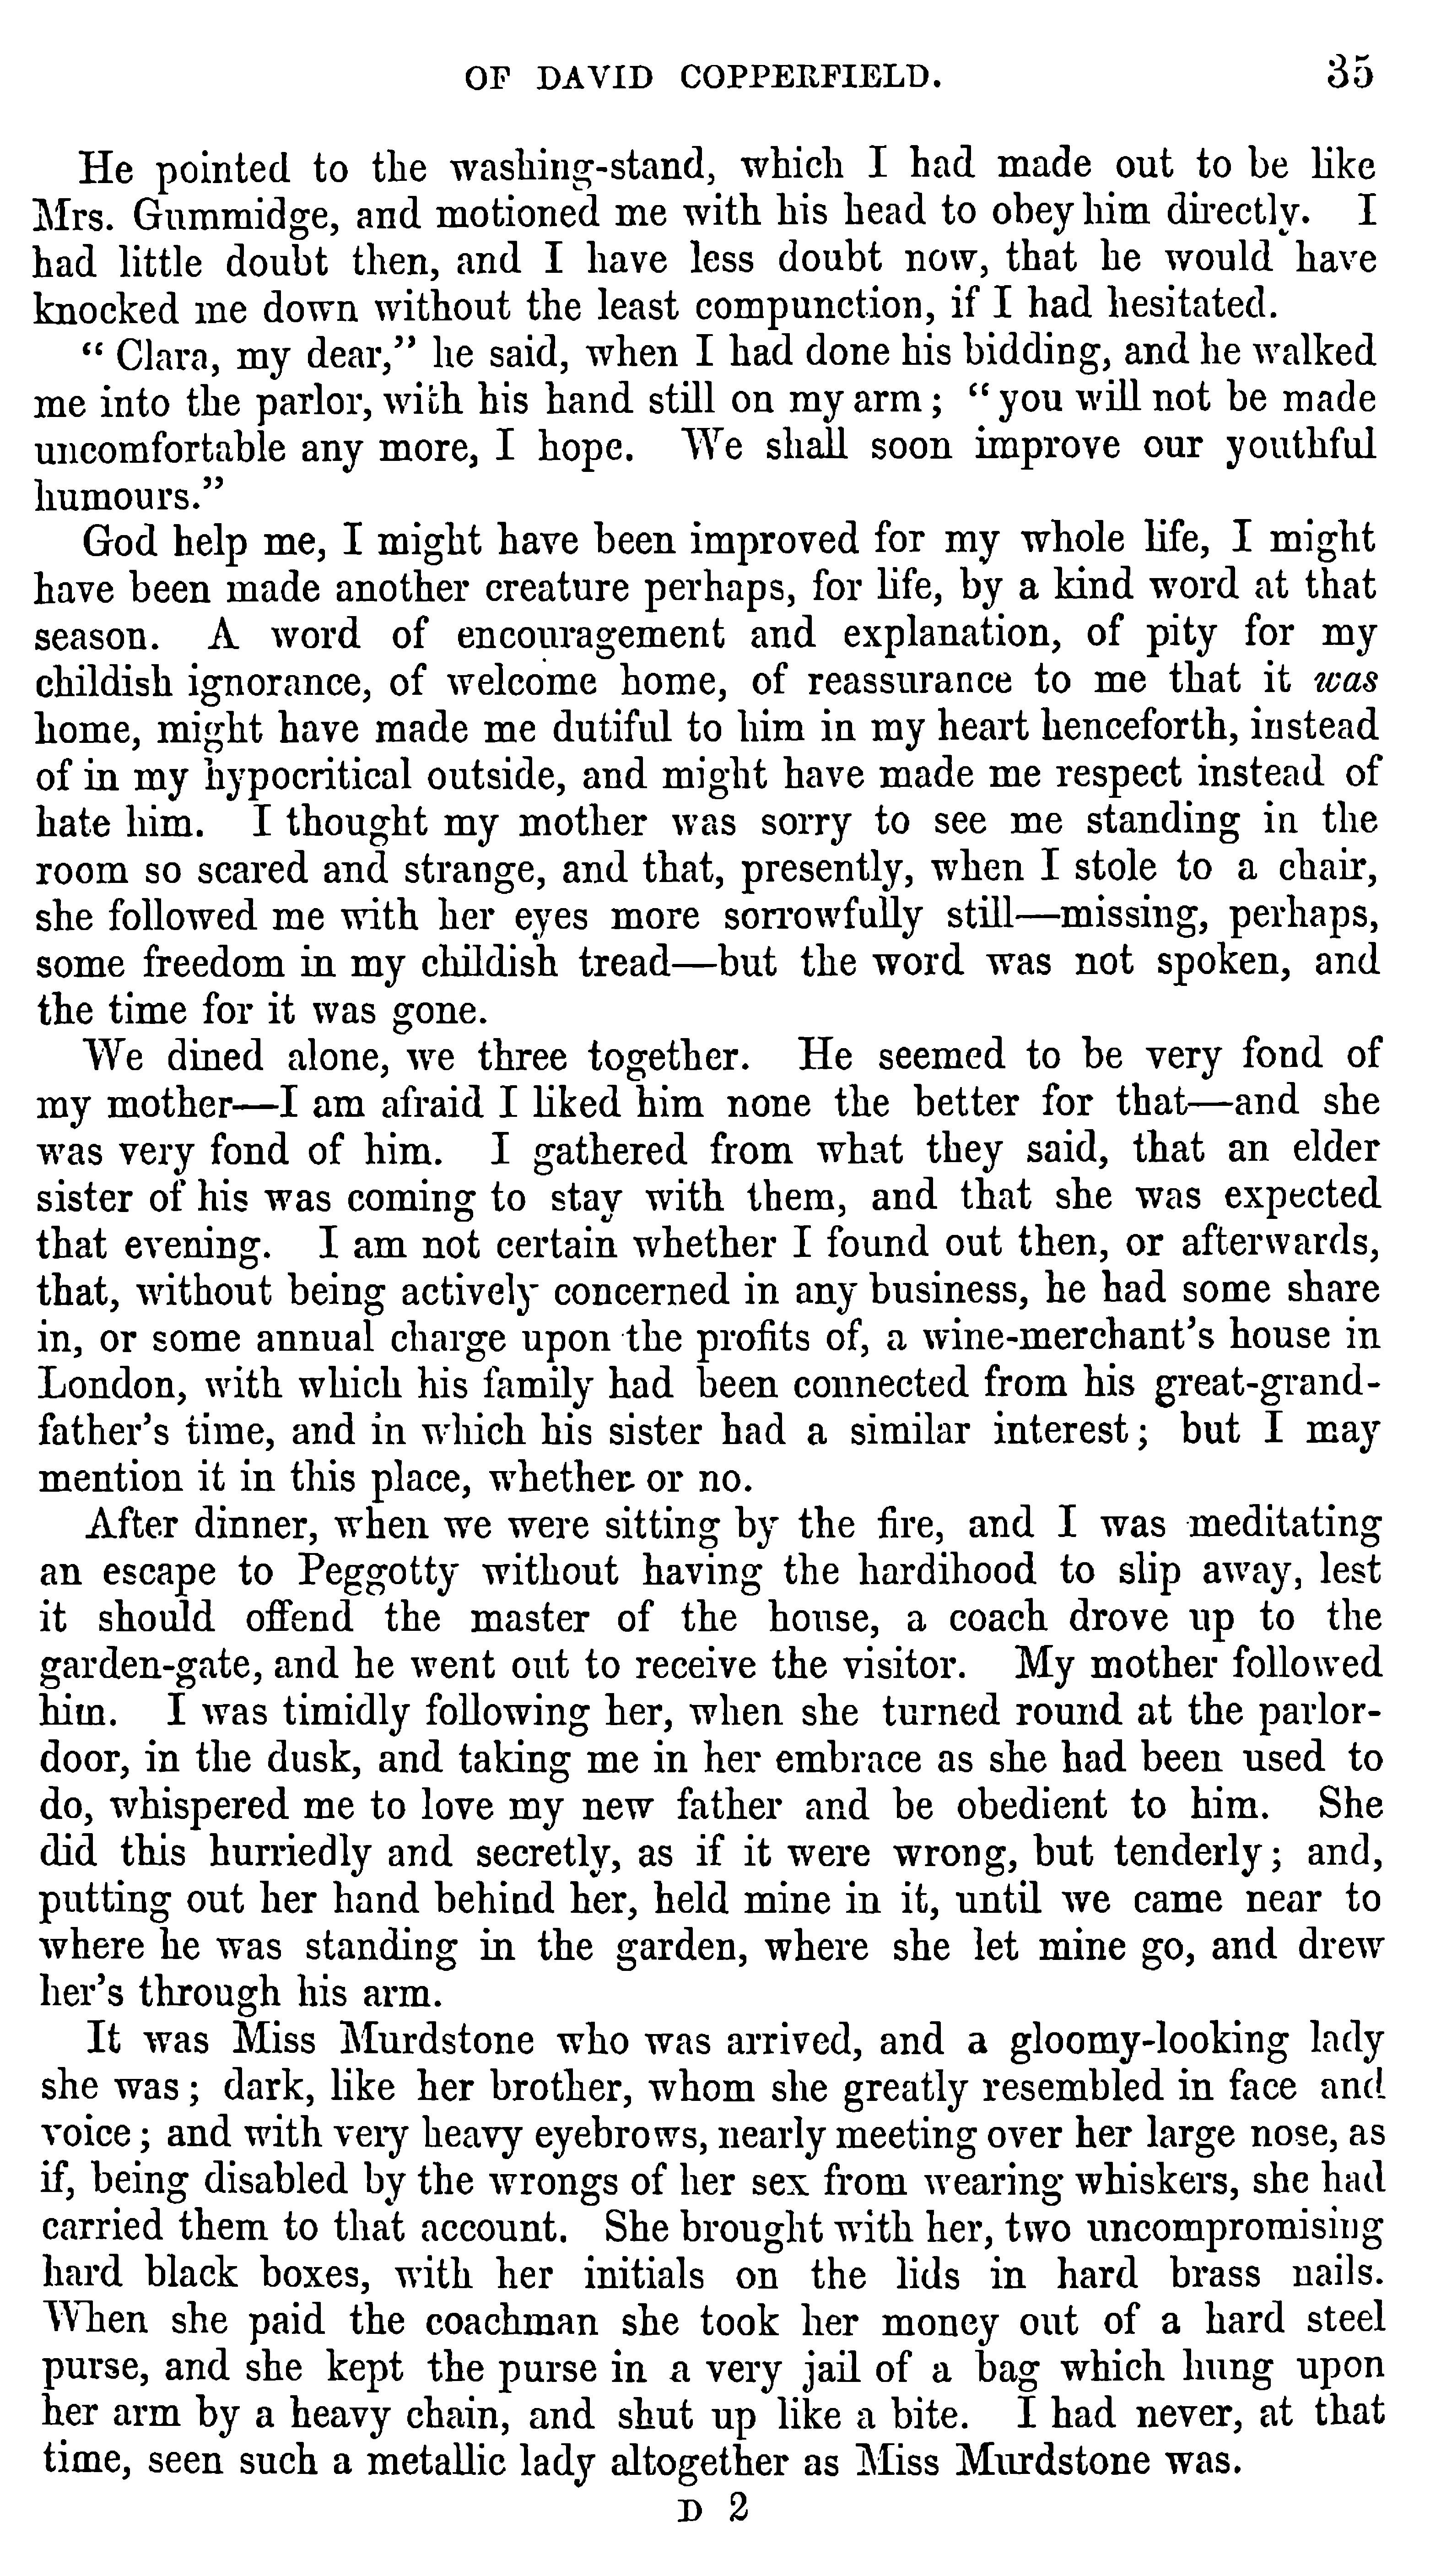 OF DAVID COPPERFIELD. 35
He pointed to the washing-stand, which I had made out to be like
Mrs. Gummidge, and motioned me with his head to obey him directly. I
had little doubt then, and I have less doubt now, that he would have
knocked me down without the least compunction, if I had hesitated.
“Clara, my dear,” he said, when I had done his bidding, and he walked
me into the parlor, with his hand still on my arm; “you will not be made
uncomfortable any more, I hope. We shall soon improve our youthful
humours.”
God help me, I might have been improved for my whole life, I might
have been made another creature perhaps, for life, by a kind word at that
season. A word of encouragement and explanation, of pity for my
childish ignorance, of welcome home, of reassurance to me that it was
home, might have made me dutiful to him in my heart henceforth, instead
of in my hypocritical outside, and might have made me respect instead of
hate him. I thought my mother was sorry to see me standing in the
room so scared and strange, and that, presently, when I stole to a chair,
she followed me with her eyes more sorrowfully still—missing, perhaps,
some freedom in my childish tread—but the word was not spoken, and
the time for it was gone.
We dined alone, we three together. He seemed to be very fond of
my mother—I am afraid I liked him none the better for that—and she
was very fond of him. I gathered from what they said, that an elder
sister of his was coming to stay with them, and that she was expected
that evening. I am not certain whether I found out then, or afterwards,
that, without being actively concerned in any business, he had some share
in, or some annual charge upon the profits of, a wine-merchant’s house in
London, with which his family had been connected from his great-grand-
father’s time, and in which his sister had a similar interest; but I may
mention it in this place, whether or no.
After dinner, when we were sitting by the fire, and I was meditating
an escape to Peggotty without having the hardihood to slip away, lest
it should offend the master of the house, a coach drove up to the
garden-gate, and he went out to receive the visitor. My mother followed
him. I was timidly following her, when she turned round at the parlor-
door, in the dusk, and taking me in her embrace as she had been used to
do, whispered me to love my new father and be obedient to him. She
did this hurriedly and secretly, as if it were wrong, but tenderly; and,
putting out her hand behind her, held mine in it, until we came near to
where he was standing in the garden, where she let mine go, and drew
her’s through his arm.
It was Miss Murdstone who was arrived, and a gloomy-looking lady
she was; dark, like her brother, whom she greatly resembled in face and
voice; and with very heavy eyebrows, nearly meeting over her large nose, as
if, being disabled by the wrongs of her sex from wearing whiskers, she had
carried them to that account. She brought with her, two uncompromising
hard black boxes, with her initials on the lids in hard brass nails.
When she paid the coachman she took her money out of a hard steel
purse, and she kept the purse in a very jail of a bag which hung upon
her arm by a heavy chain, and shut up like a bite. I had never, at that
time, seen such a metallic lady altogether as Miss Murdstone was.
D 2